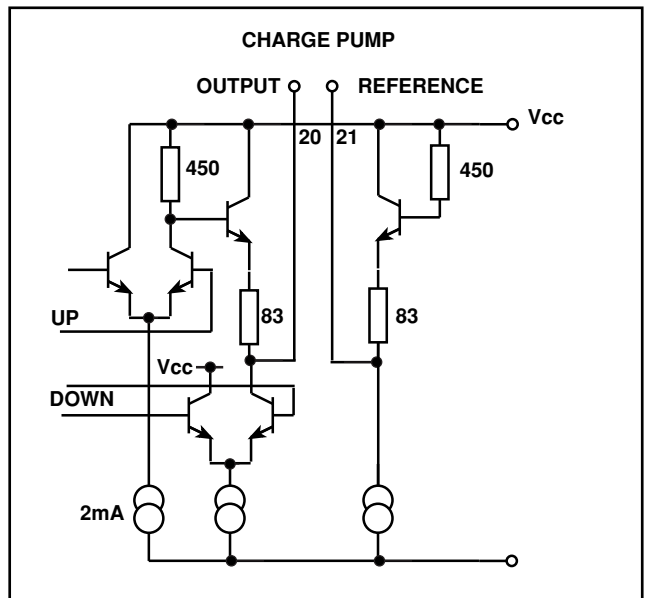 CHARGE PUMP
OUTPUT REFERENCE
Vcc
20 21
450
450
UP
83
83
Vcc
DOWN
2mA